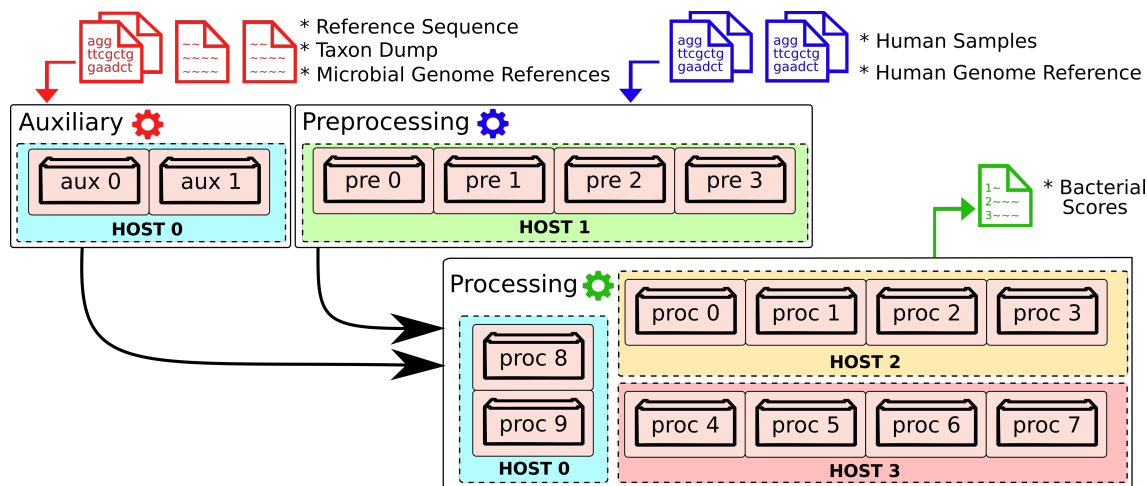 agg
ttcgctg
gaadct
~~
~~~~
~~~~
~~
~~~~
~~~~
* Reference Sequence
* Taxon Dump
* Microbial Genome References
agg
ttcgctg
gaadct
agg
ttcgctg
gaadct
* Human Samples
* Human Genome Reference
Auxiliary
aux 0 aux 1
HOST 0
Preprocessing
pre 0 pre 1 pre 2 pre 3
HOST 1
1~
2~~~
3~~~
* Bacterial
Scores
Processing
proc 8
proc 9
HOST 0
proc 0 proc 1 proc 2 proc 3
HOST 2
proc 4 proc 5 proc 6 proc 7
HOST 3